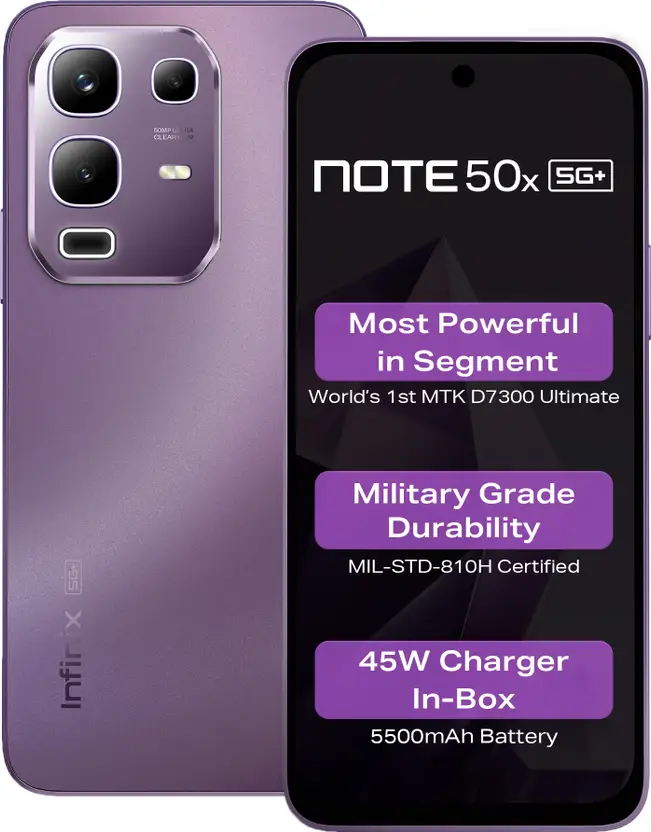 50MP ULTRA
CLEAR CAM
Infinix 5G+
NOTE 50x 5G+
Most Powerful
in Segment
World's 1st MTK D7300 Ultimate
Military Grade
Durability
MIL-STD-810H Certified
45W Charger
In-Box
5500mAh Battery